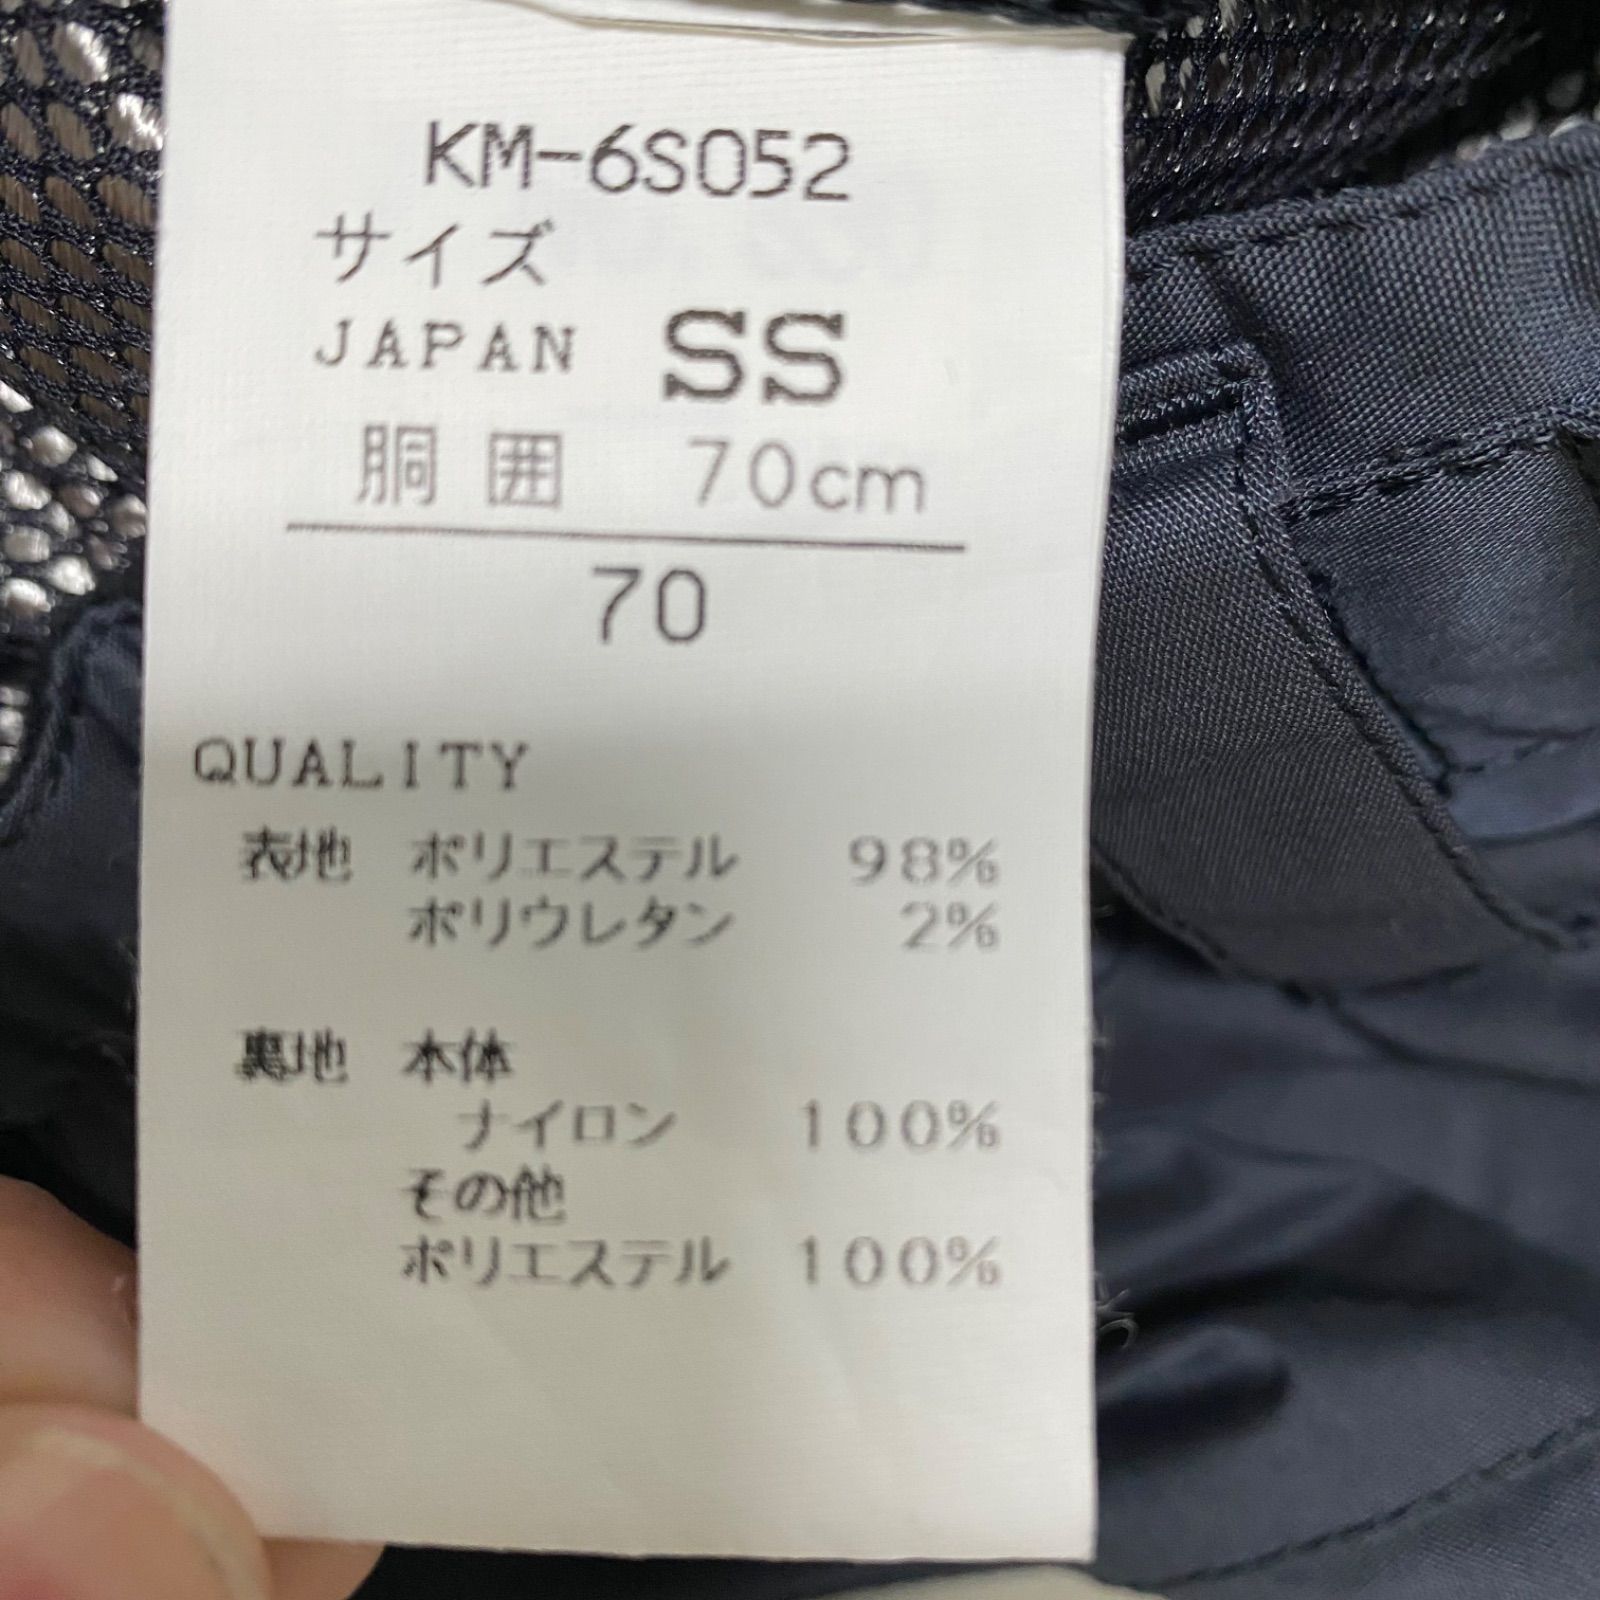 KM-6S052
サイズ
JAPAN SS
胴囲 70cm
70
QUALITY
表地 ポリエステル 98%
ポリウレタン 2%
裏地 本体
ナイロン 100%
その他
ポリエステル 100%